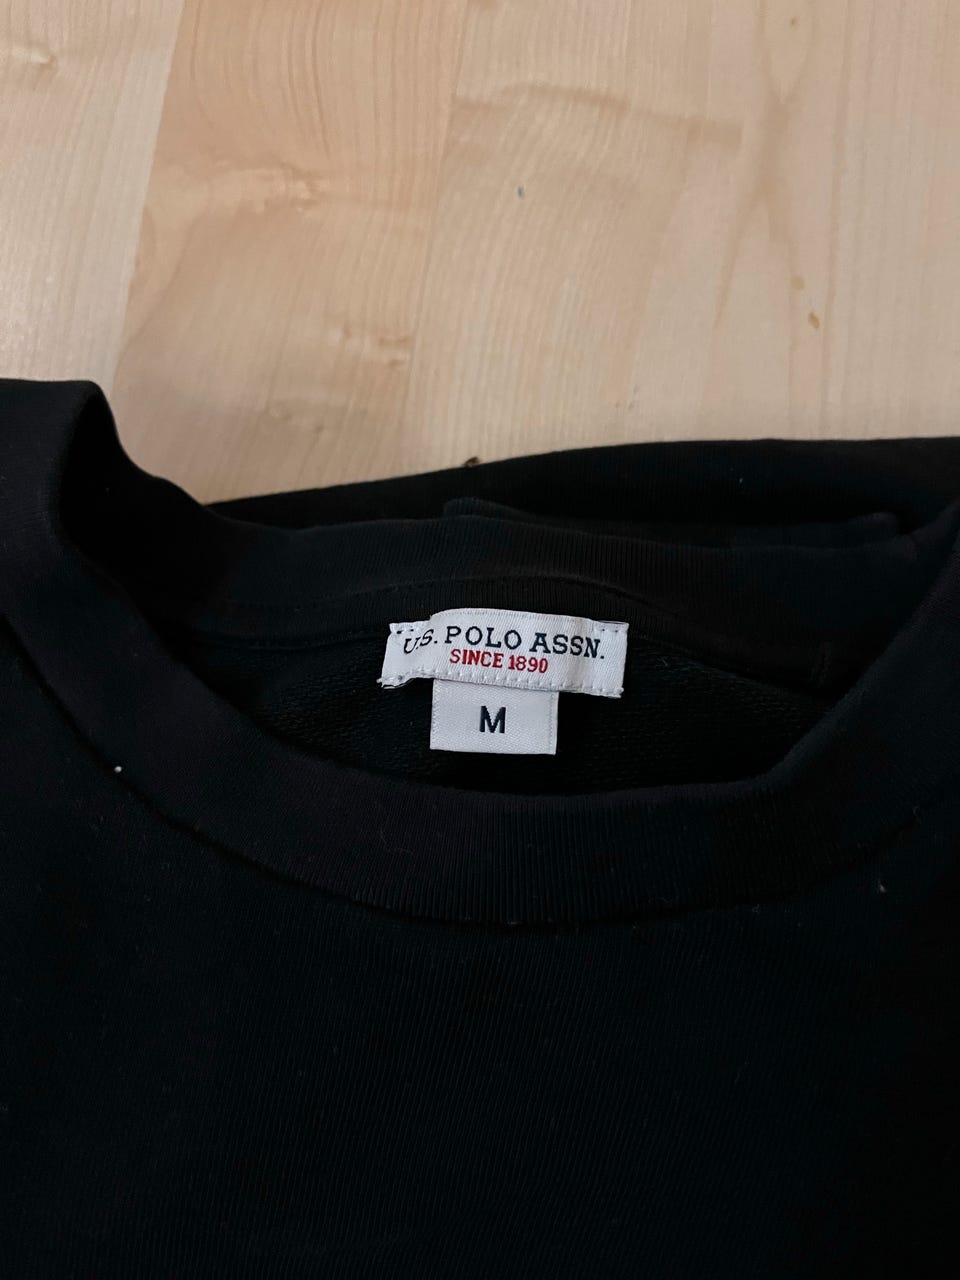 U.S. POLO ASSN.
SINCE 1890
M